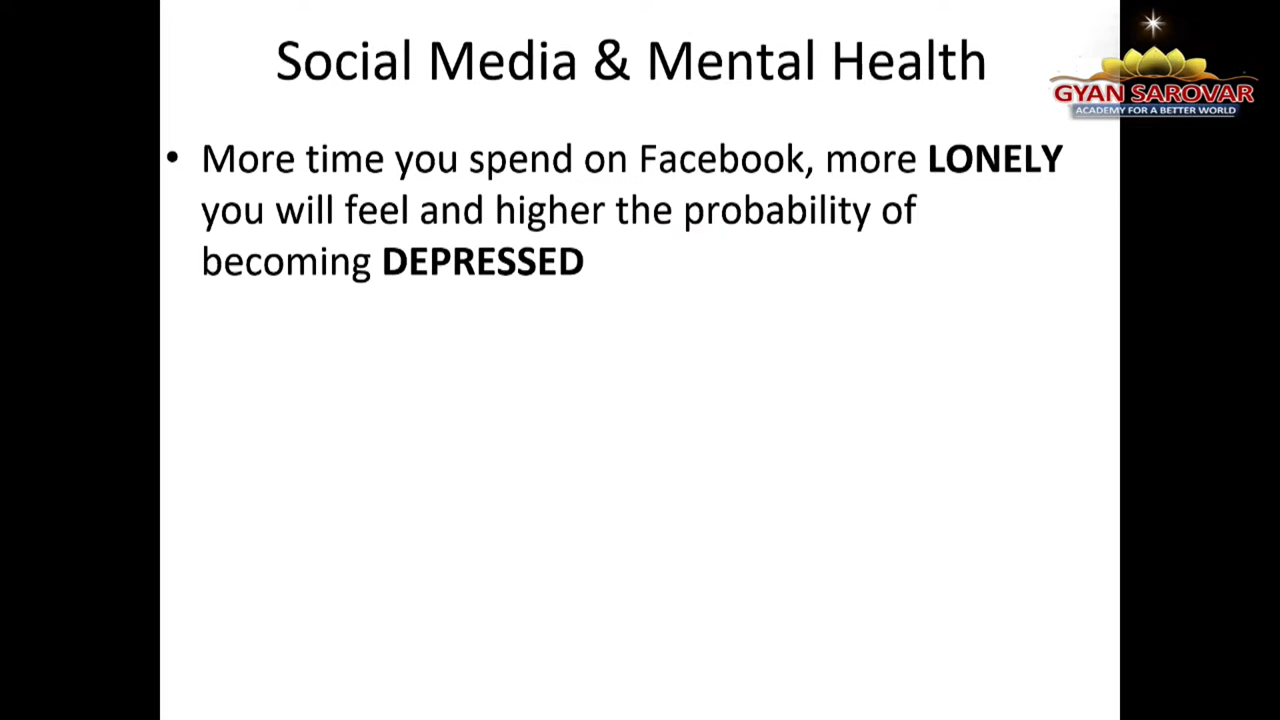 Social Media & Mental Health
GYAN SAROVAR
ACADEMY FOR A BETTER WORLD
• More time you spend on Facebook, more LONELY
you will feel and higher the probability of
becoming DEPRESSED